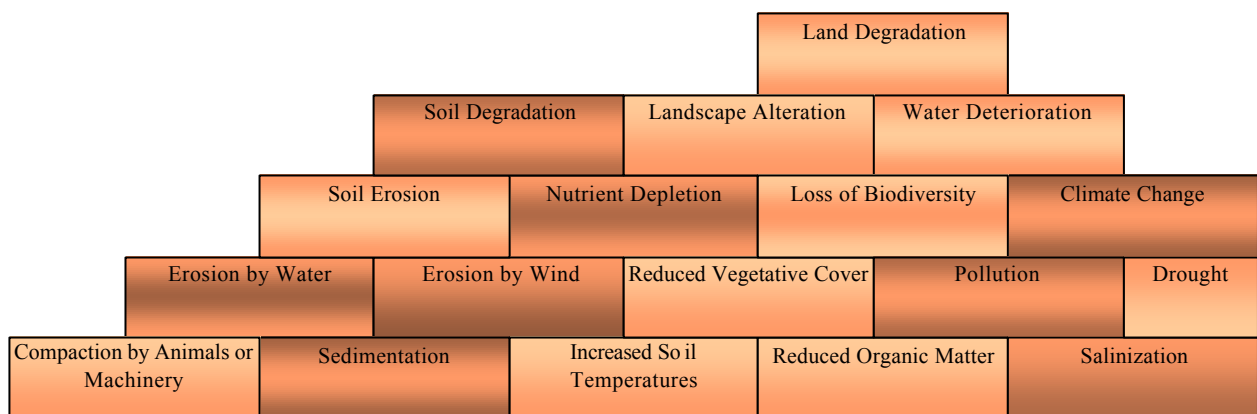 Land Degradation
Soil Degradation
Landscape Alteration
Water Deterioration
Soil Erosion
Nutrient Depletion
Loss of Biodiversity
Climate Change
Erosion by Water
Erosion by Wind
Reduced Vegetative Cover
Pollution
Drought
Compaction by Animals or
Machinery
Sedimentation
Increased Soil
Temperatures
Reduced Organic Matter
Salinization